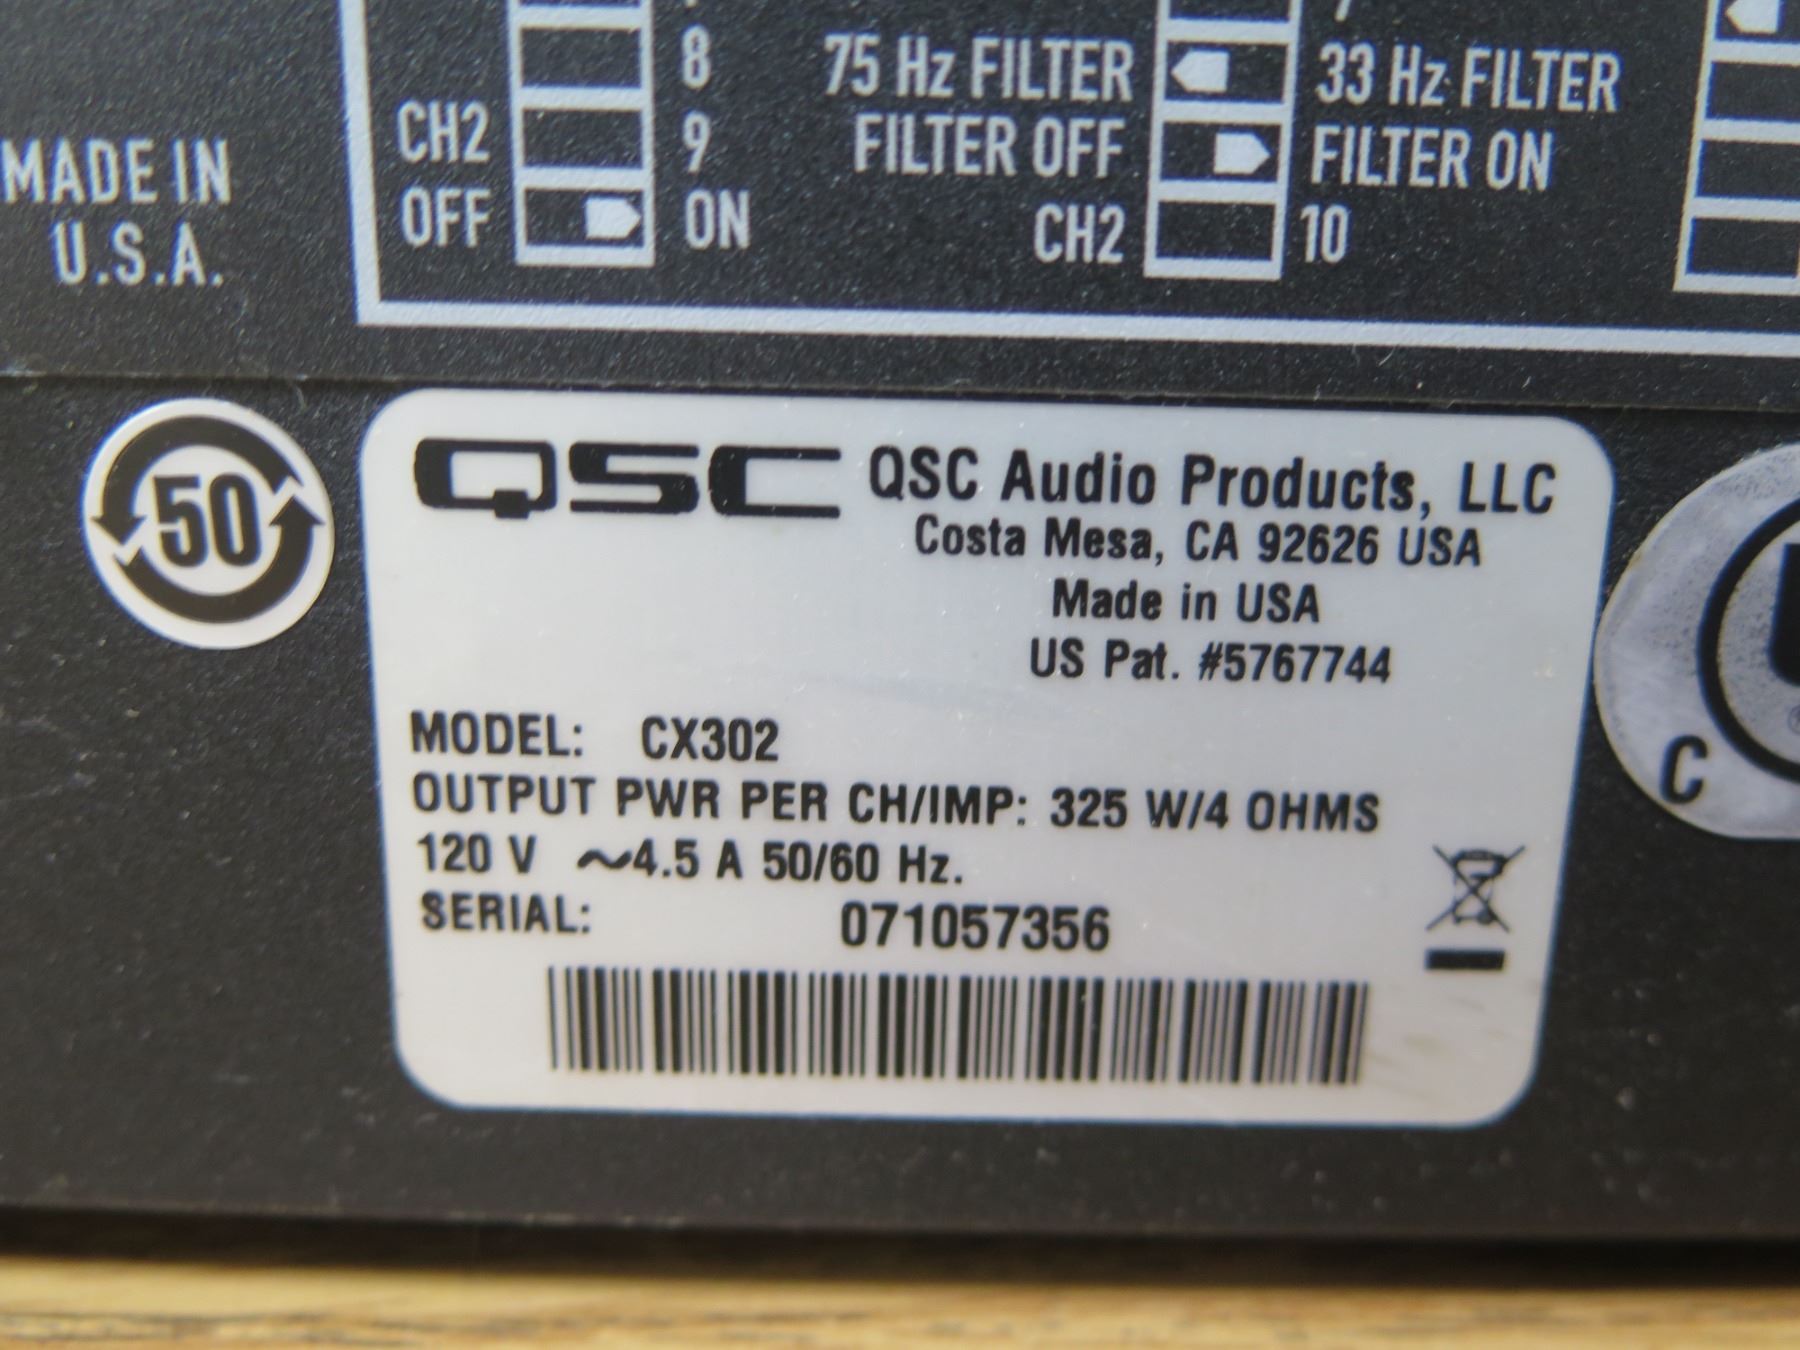 8
CH2 9
OFF ON
75 Hz FILTER 33 Hz FILTER
FILTER OFF FILTER ON
CH2 10
MADE IN
U.S.A.
50
QSC QSC Audio Products, LLC
Costa Mesa, CA 92626 USA
Made in USA
US Pat. #5767744
MODEL: CX302
OUTPUT PWR PER CH/IMP: 325 W/4 OHMS
120 V ~4.5 A 50/60 Hz.
SERIAL: 071057356
C